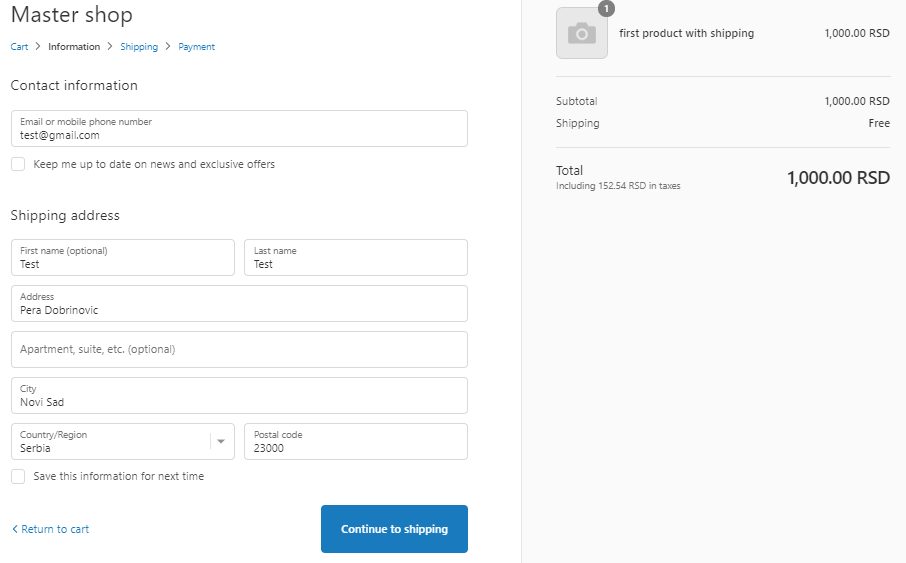 Master shop
Cart > Information > Shipping > Payment
Contact information
Email or mobile phone number
test@gmail.com
Keep me up to date on news and exclusive offers
Shipping address
First name (optional)
Test
Last name
Test
Address
Pera Dobrinovic
Apartment, suite, etc. (optional)
City
Novi Sad
Country/Region
Serbia
Postal code
23000
Save this information for next time
< Return to cart
Continue to shipping
1
first product with shipping 1,000.00 RSD
Subtotal 1,000.00 RSD
Shipping Free
Total 1,000.00 RSD
Including 152.54 RSD in taxes